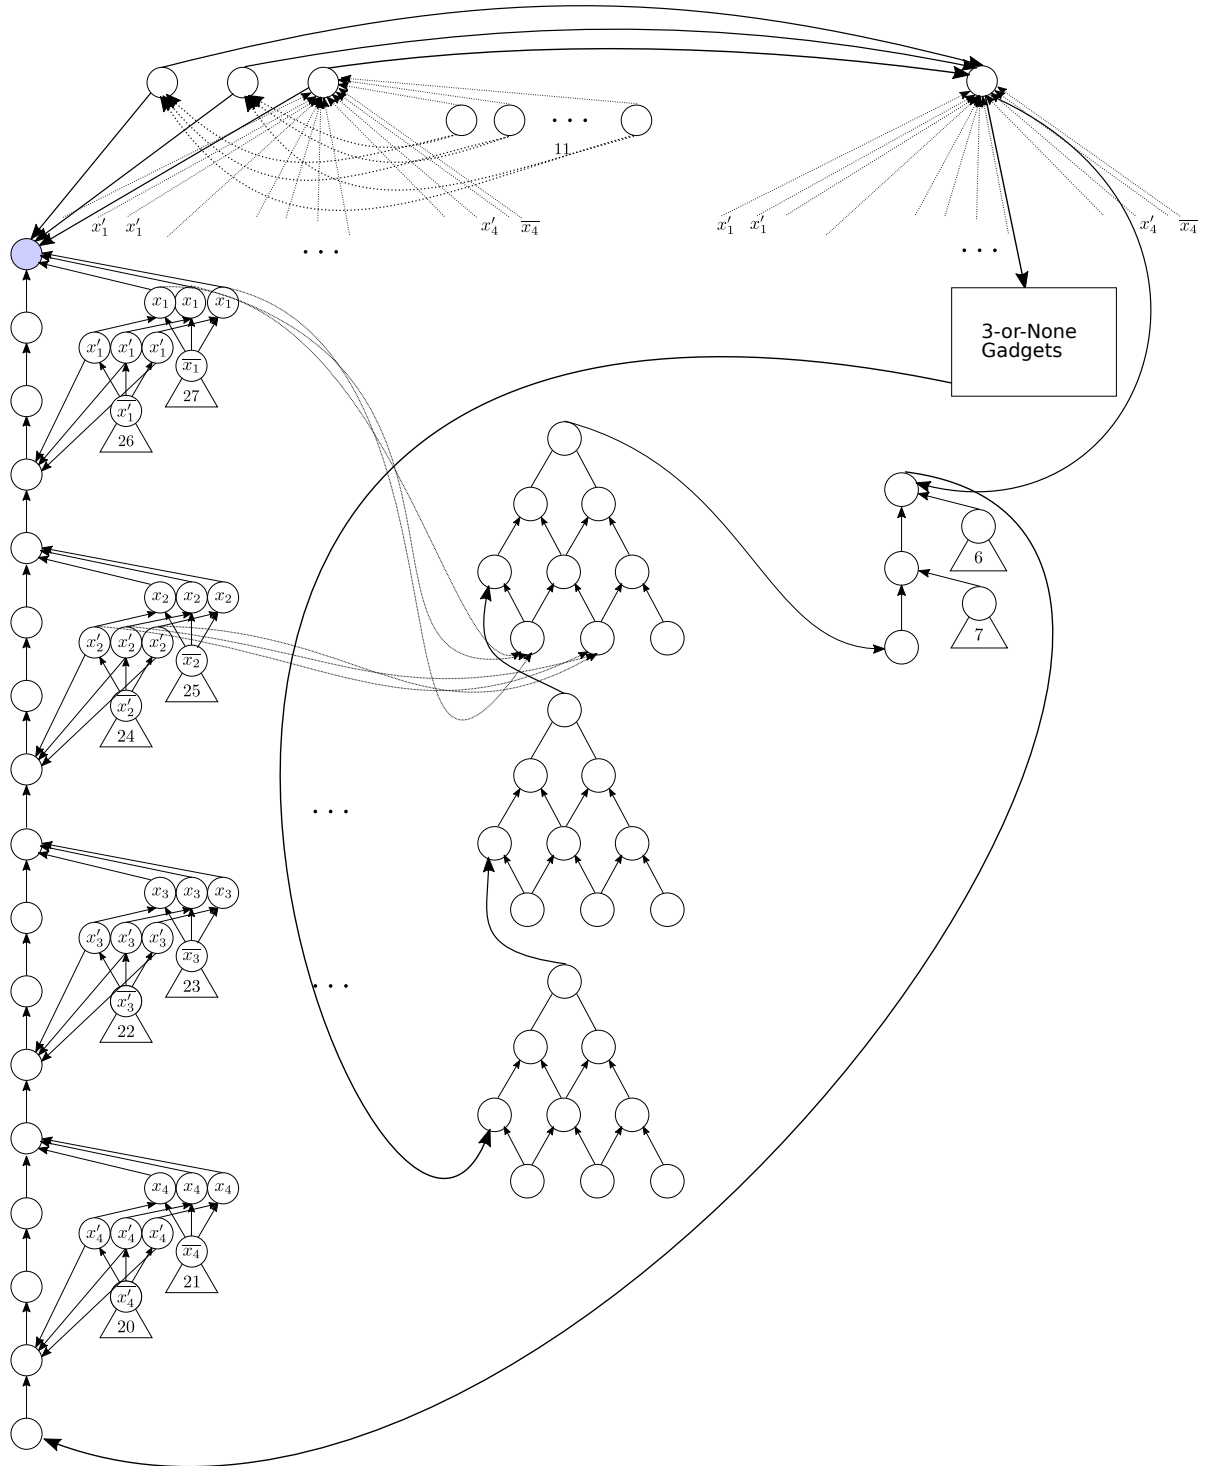 . . .
11
x′₁ x′₁ x′₄ x̄₄ x′₁ x′₁ x′₄ x̄₄
. . . . . .
x₁ x₁ x₁
3-or-None
Gadgets
x′₁ x′₁ x′₁ x̄₁
27
x̄′₁
26
6
x₂ x₂ x₂
7
x′₂ x′₂ x′₂ x̄₂
25
x̄′₂
24
. . .
x₃ x₃ x₃
x′₃ x′₃ x′₃ x̄₃
23
. . .
x̄′₃
22
x₄ x₄ x₄
x′₄ x′₄ x′₄ x̄₄
21
x̄′₄
20